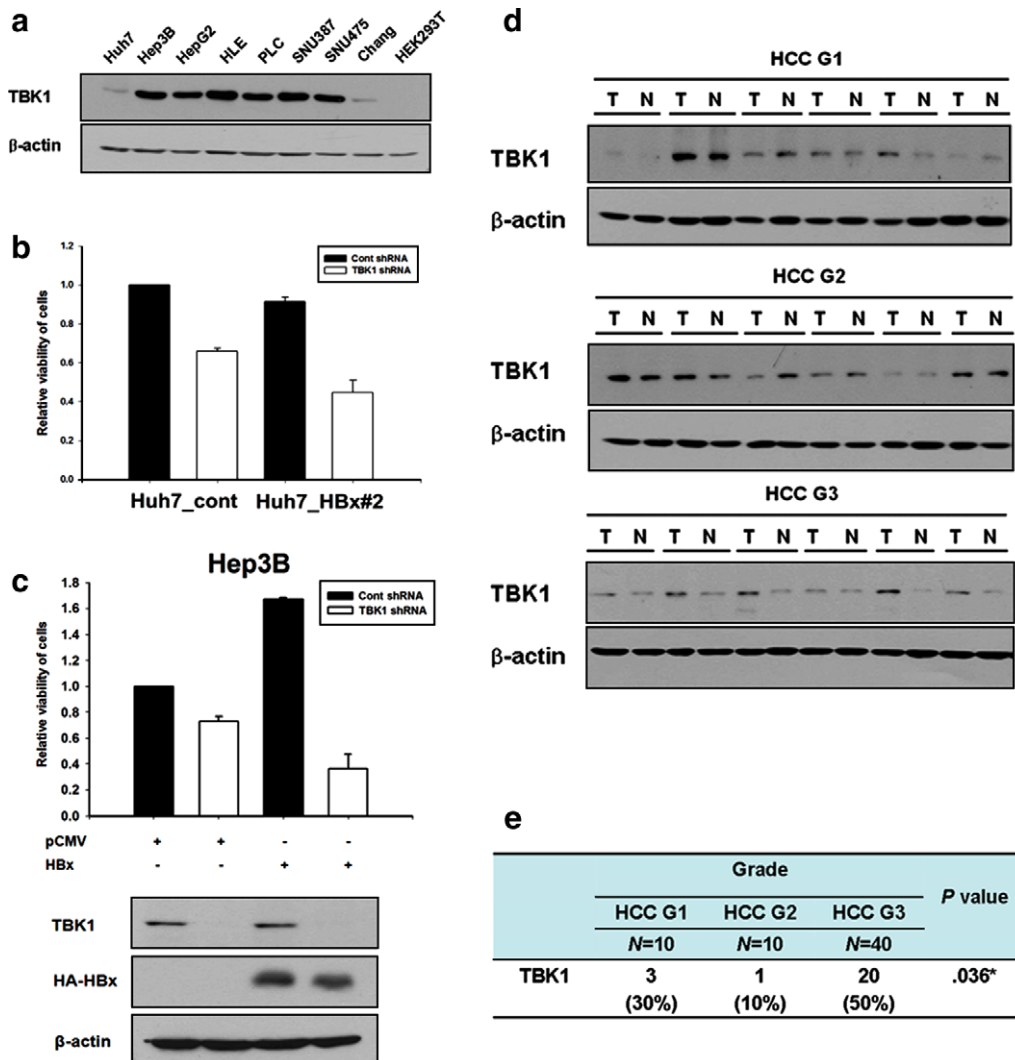 a
Huh7 Hep3B HepG2 HLE PLC SNU387 SNU475 Chang HEK293T
TBK1
β-actin
b
1.2
1.0
0.8
0.6
0.4
0.2
0.0
Relative viability of cells
Cont shRNA
TBK1 shRNA
Huh7_cont Huh7_HBx#2
c
Hep3B
1.8
1.6
1.4
1.2
1.0
0.8
0.6
0.4
0.2
0.0
Relative viability of cells
Cont shRNA
TBK1 shRNA
pCMV + + - -
HBx - - + +
TBK1
HA-HBx
β-actin
d
HCC G1
T N T N T N T N T N T N
TBK1
β-actin
HCC G2
T N T N T N T N T N T N
TBK1
β-actin
HCC G3
T N T N T N T N T N T N
TBK1
β-actin
e
Grade
P value
HCC G1 HCC G2 HCC G3
N=10 N=10 N=40
TBK1 3 1 20 .036*
(30%) (10%) (50%)